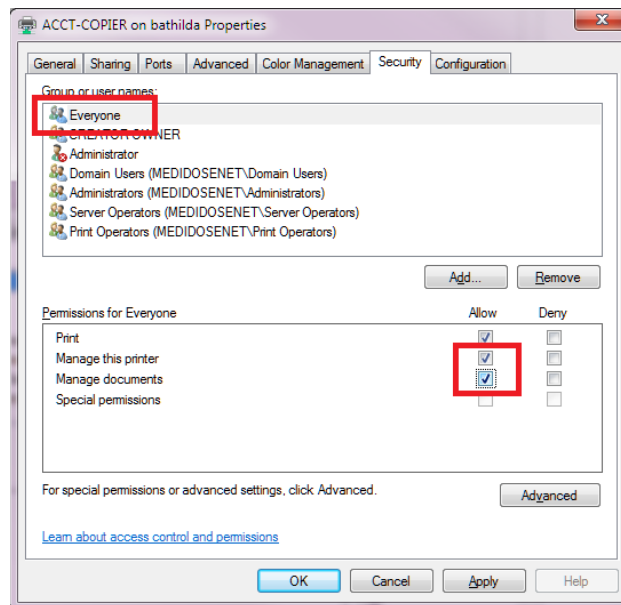 ACCT-COPIER on bathilda Properties
General Sharing Ports Advanced Color Management Security Configuration
Group or user names:
Everyone
CREATOR OWNER
Administrator
Domain Users (MEDIDOSENET\Domain Users)
Administrators (MEDIDOSENET\Administrators)
Server Operators (MEDIDOSENET\Server Operators)
Print Operators (MEDIDOSENET\Print Operators)
Add... Remove
Permissions for Everyone Allow Deny
Print
Manage this printer
Manage documents
Special permissions
For special permissions or advanced settings, click Advanced.
Advanced
Learn about access control and permissions
OK Cancel Apply Help